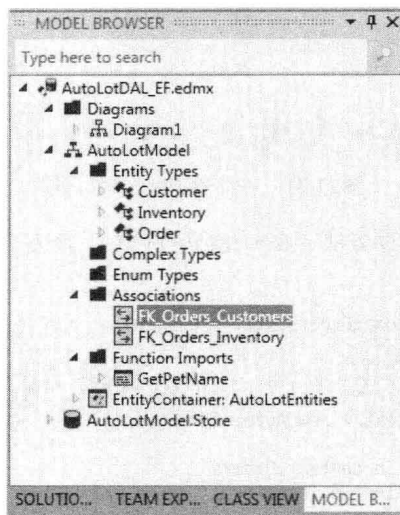 MODEL BROWSER
Type here to search
AutoLotDAL_EF.edmx
Diagrams
Diagram1
AutoLotModel
Entity Types
Customer
Inventory
Order
Complex Types
Enum Types
Associations
FK_Orders_Customers
FK_Orders_Inventory
Function Imports
GetPetName
EntityContainer: AutoLotEntities
AutoLotModel.Store
SOLUTIO... TEAM EXP... CLASS VIEW MODEL B...